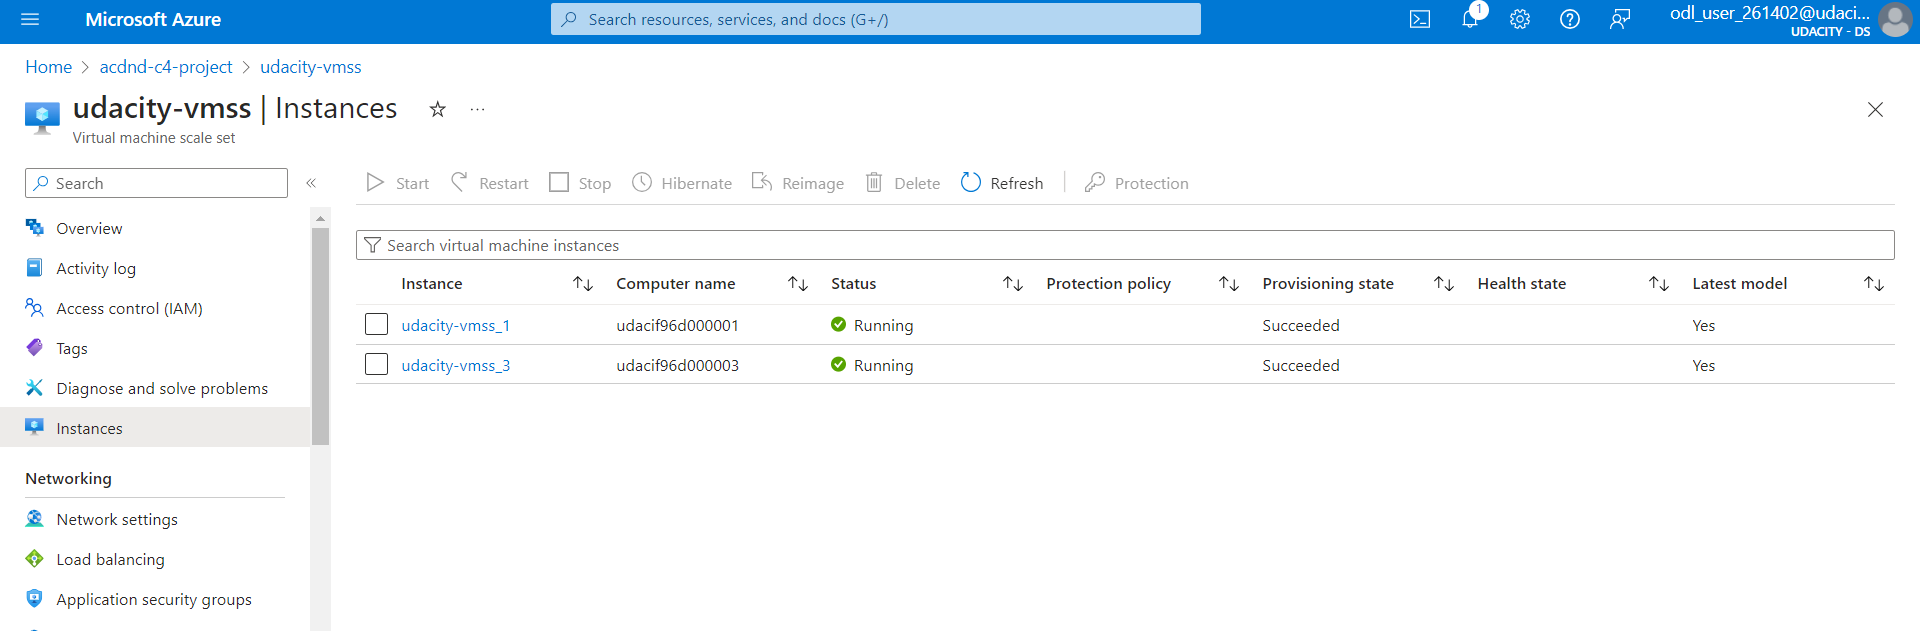 Microsoft Azure
Search resources, services, and docs (G+/)
1
odl_user_261402@udaci...
UDACITY - DS
Home > acdnd-c4-project > udacity-vmss
udacity-vmss | Instances
Virtual machine scale set
Search
Start Restart Stop Hibernate Reimage Delete Refresh Protection
Search virtual machine instances
Overview
Activity log
Access control (IAM)
Tags
Diagnose and solve problems
Instances
Networking
Network settings
Load balancing
Application security groups
Instance Computer name Status Protection policy Provisioning state Health state Latest model
udacity-vmss_1 udacif96d000001 Running Succeeded Yes
udacity-vmss_3 udacif96d000003 Running Succeeded Yes